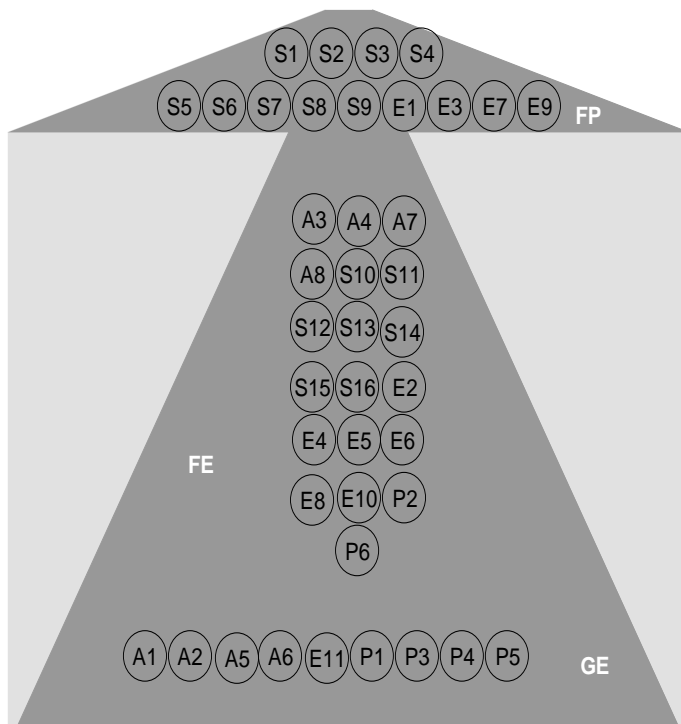 S1 S2 S3 S4
S5 S6 S7 S8 S9 E1 E3 E7 E9 FP
A3 A4 A7
A8 S10 S11
S12 S13 S14
S15 S16 E2
E4 E5 E6
FE
E8 E10 P2
P6
A1 A2 A5 A6 E11 P1 P3 P4 P5 GE